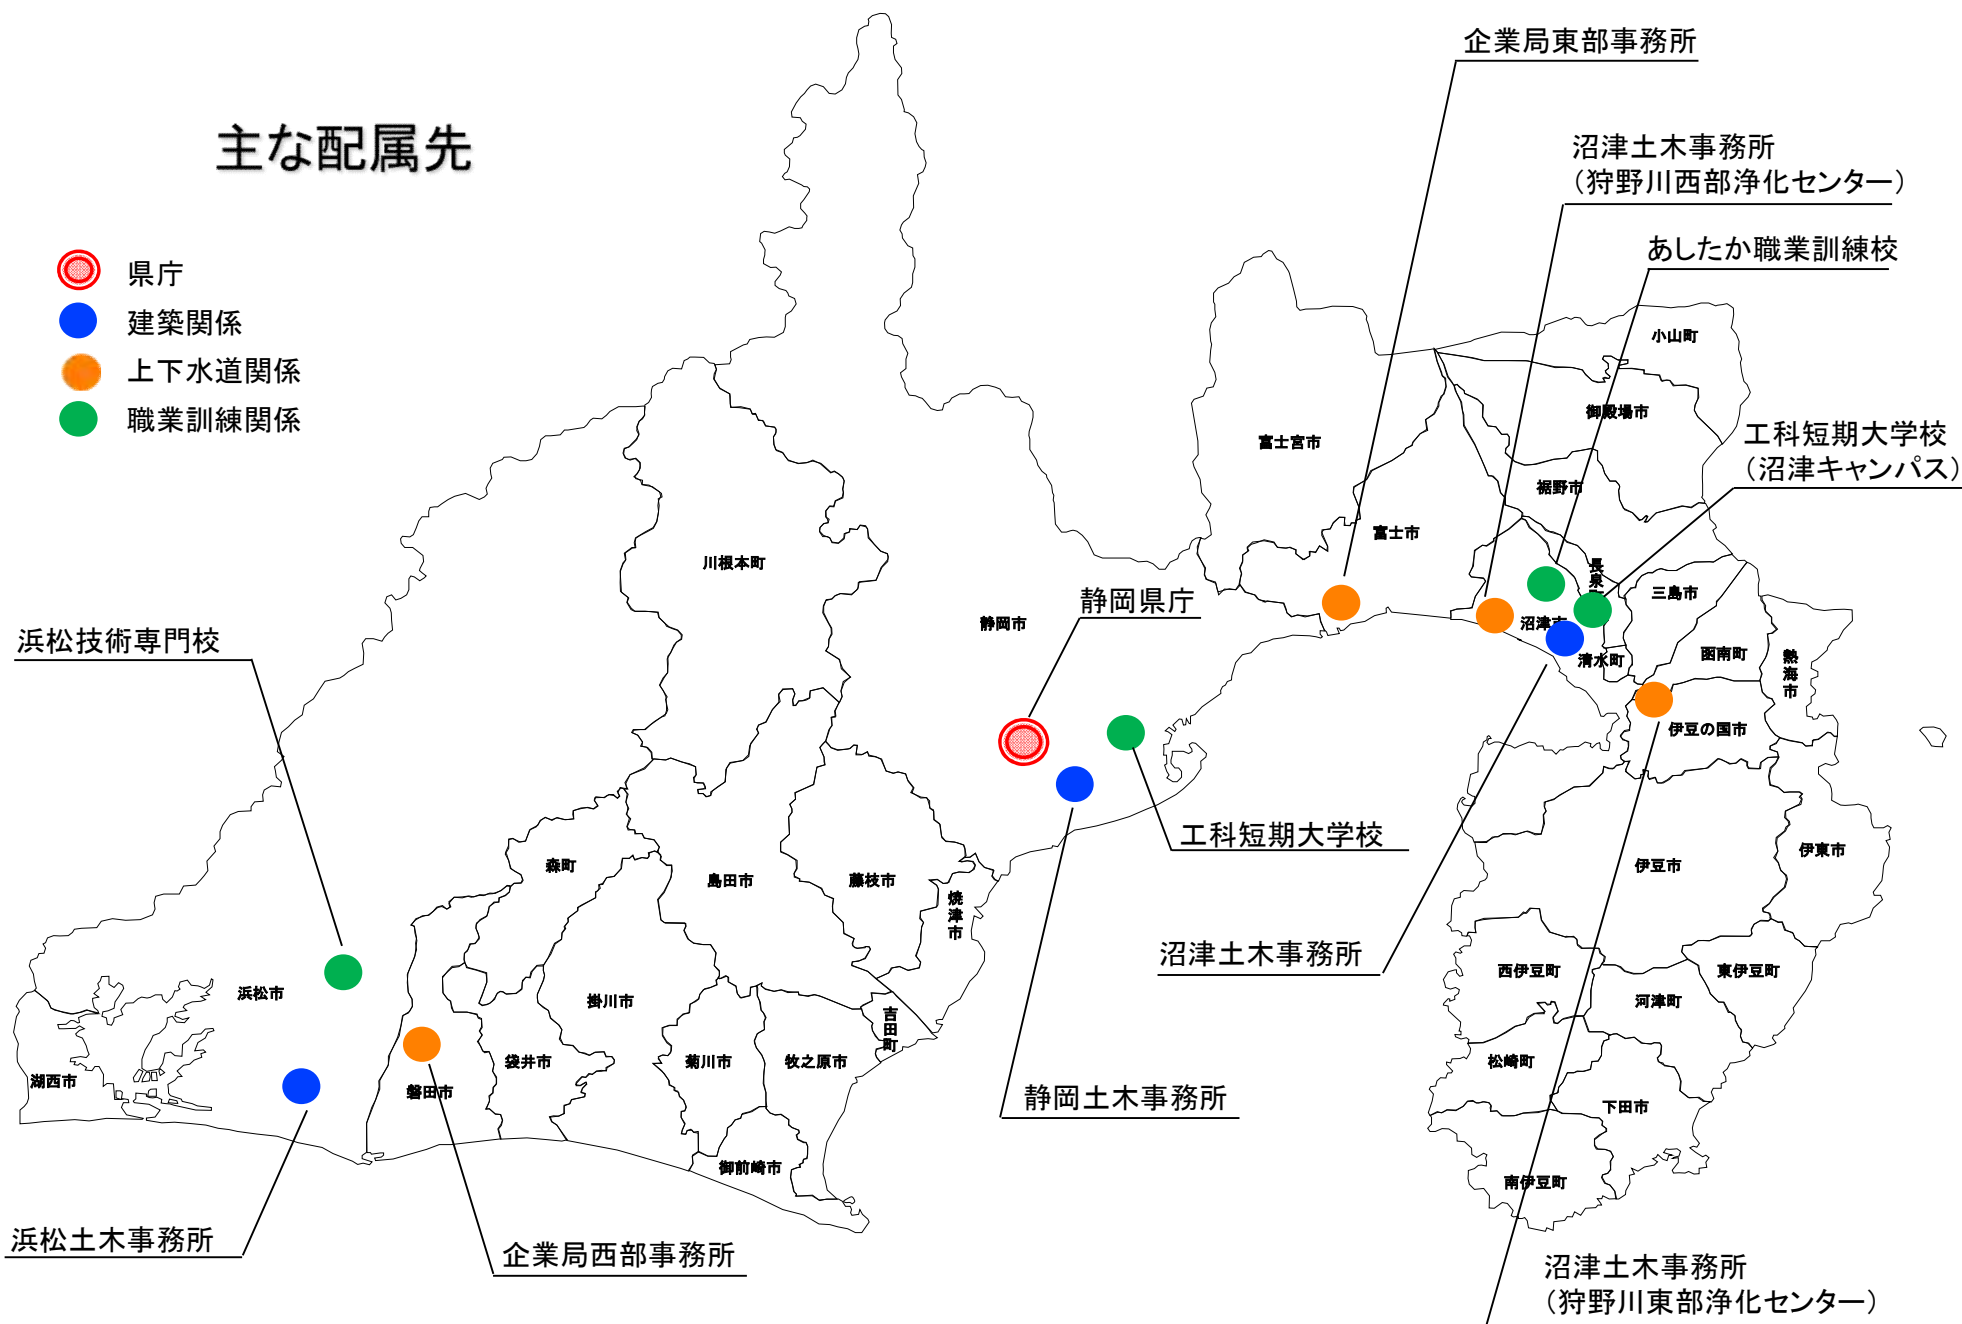 主な配属先
県庁
建築関係
上下水道関係
職業訓練関係
企業局東部事務所
沼津土木事務所
(狩野川西部浄化センター)
あしたか職業訓練校
工科短期大学校
(沼津キャンパス)
静岡県庁
浜松技術専門校
工科短期大学校
沼津土木事務所
静岡土木事務所
浜松土木事務所
企業局西部事務所
沼津土木事務所
(狩野川東部浄化センター)
小山町
御殿場市
富士宮市
裾野市
富士市
長泉
三島市
沼津市
清水町
函南町
熱海市
伊豆の国市
伊東市
伊豆市
西伊豆町
東伊豆町
河津町
松崎町
下田市
南伊豆町
川根本町
静岡市
森町
島田市
藤枝市
焼津市
浜松市
掛川市
吉田町
湖西市
磐田市
袋井市
菊川市
牧之原市
御前崎市